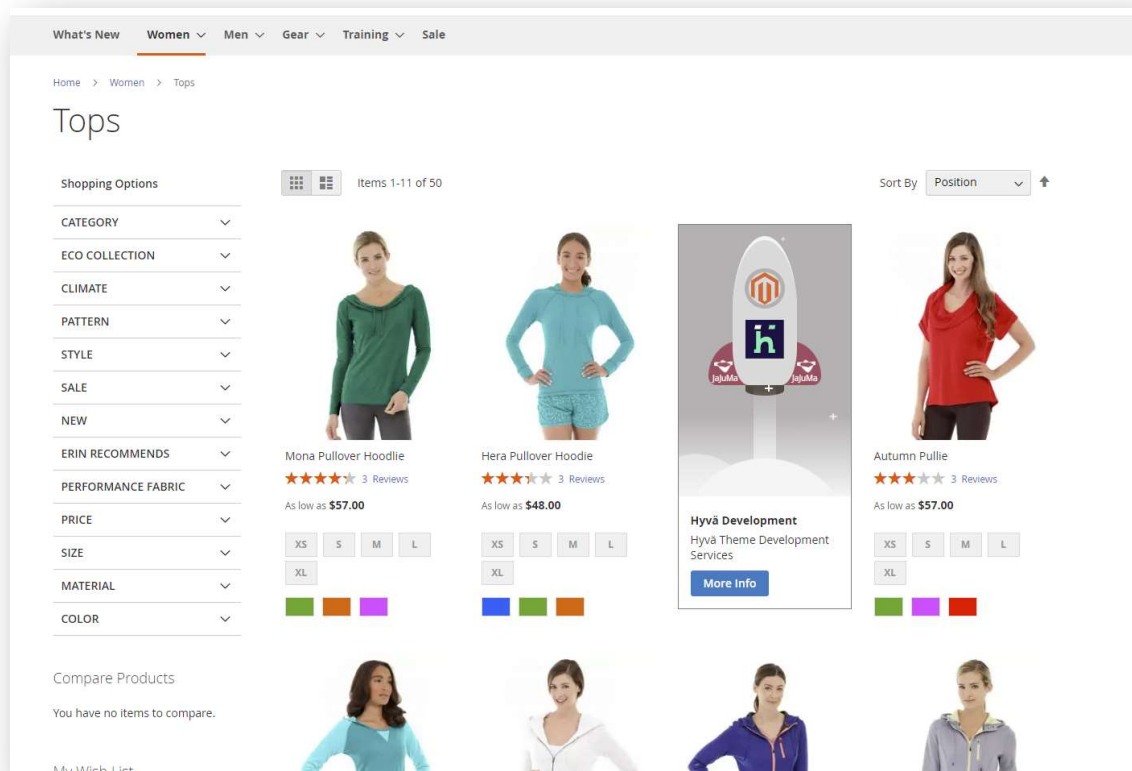 What's New Women Men Gear Training Sale
Home > Women > Tops
Tops
Shopping Options
CATEGORY
ECO COLLECTION
CLIMATE
PATTERN
STYLE
SALE
NEW
ERIN RECOMMENDS
PERFORMANCE FABRIC
PRICE
SIZE
MATERIAL
COLOR
Compare Products
You have no items to compare.
My Wish List
Items 1-11 of 50
Sort By Position
Mona Pullover Hoodlie
3 Reviews
As low as $57.00
XS S M L
XL
Hera Pullover Hoodie
3 Reviews
As low as $48.00
XS S M L
XL
h
JaJuMa JaJuMa
Hyvä Development
Hyvä Theme Development
Services
More Info
Autumn Pullie
3 Reviews
As low as $57.00
XS S M L
XL